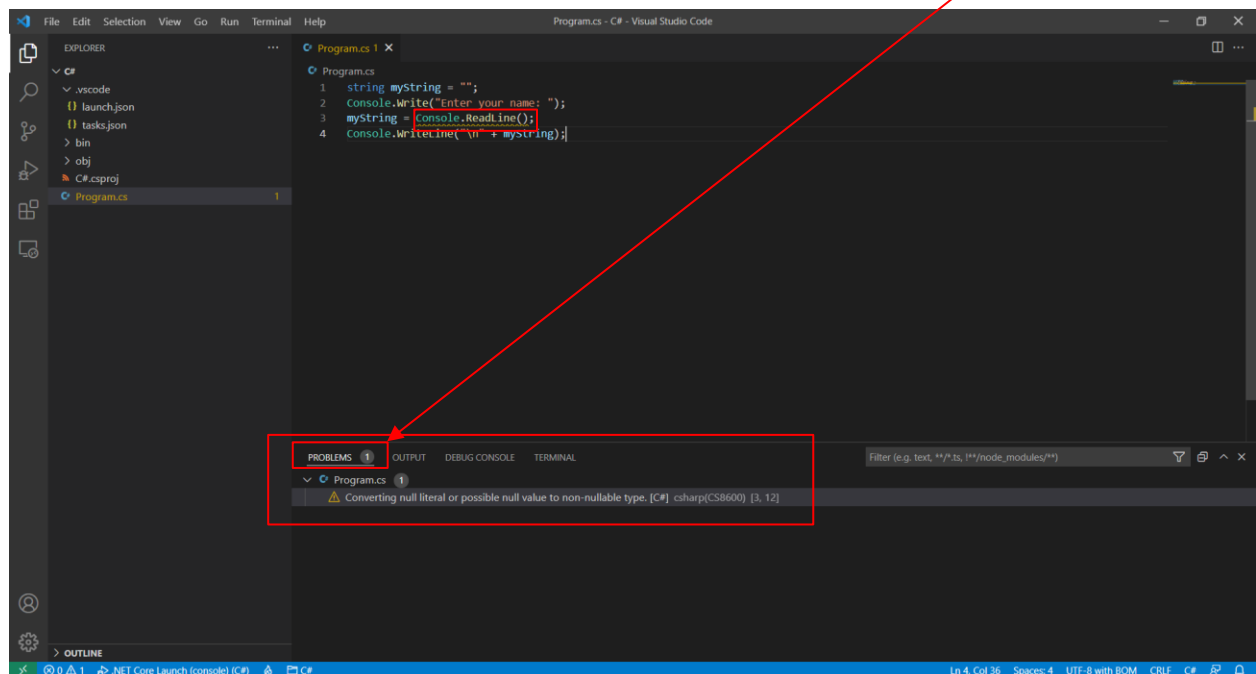 File Edit Selection View Go Run Terminal Help Program.cs - C# - Visual Studio Code
EXPLORER
C#
.vscode
{} launch.json
{} tasks.json
bin
obj
C#.csproj
Program.cs 1
OUTLINE
Program.cs 1
Program.cs
1 string myString = "";
2 Console.Write("Enter your name: ");
3 myString = Console.ReadLine();
4 Console.WriteLine("\n" + myString);
PROBLEMS 1 OUTPUT DEBUG CONSOLE TERMINAL Filter (e.g. text, **/*.ts, !**/node_modules/**)
Program.cs 1
Converting null literal or possible null value to non-nullable type. [C#] csharp(CS8600) [3, 12]
0 1 .NET Core Launch (console) (C#) C# Ln 4, Col 36 Spaces: 4 UTF-8 with BOM CRLF C#